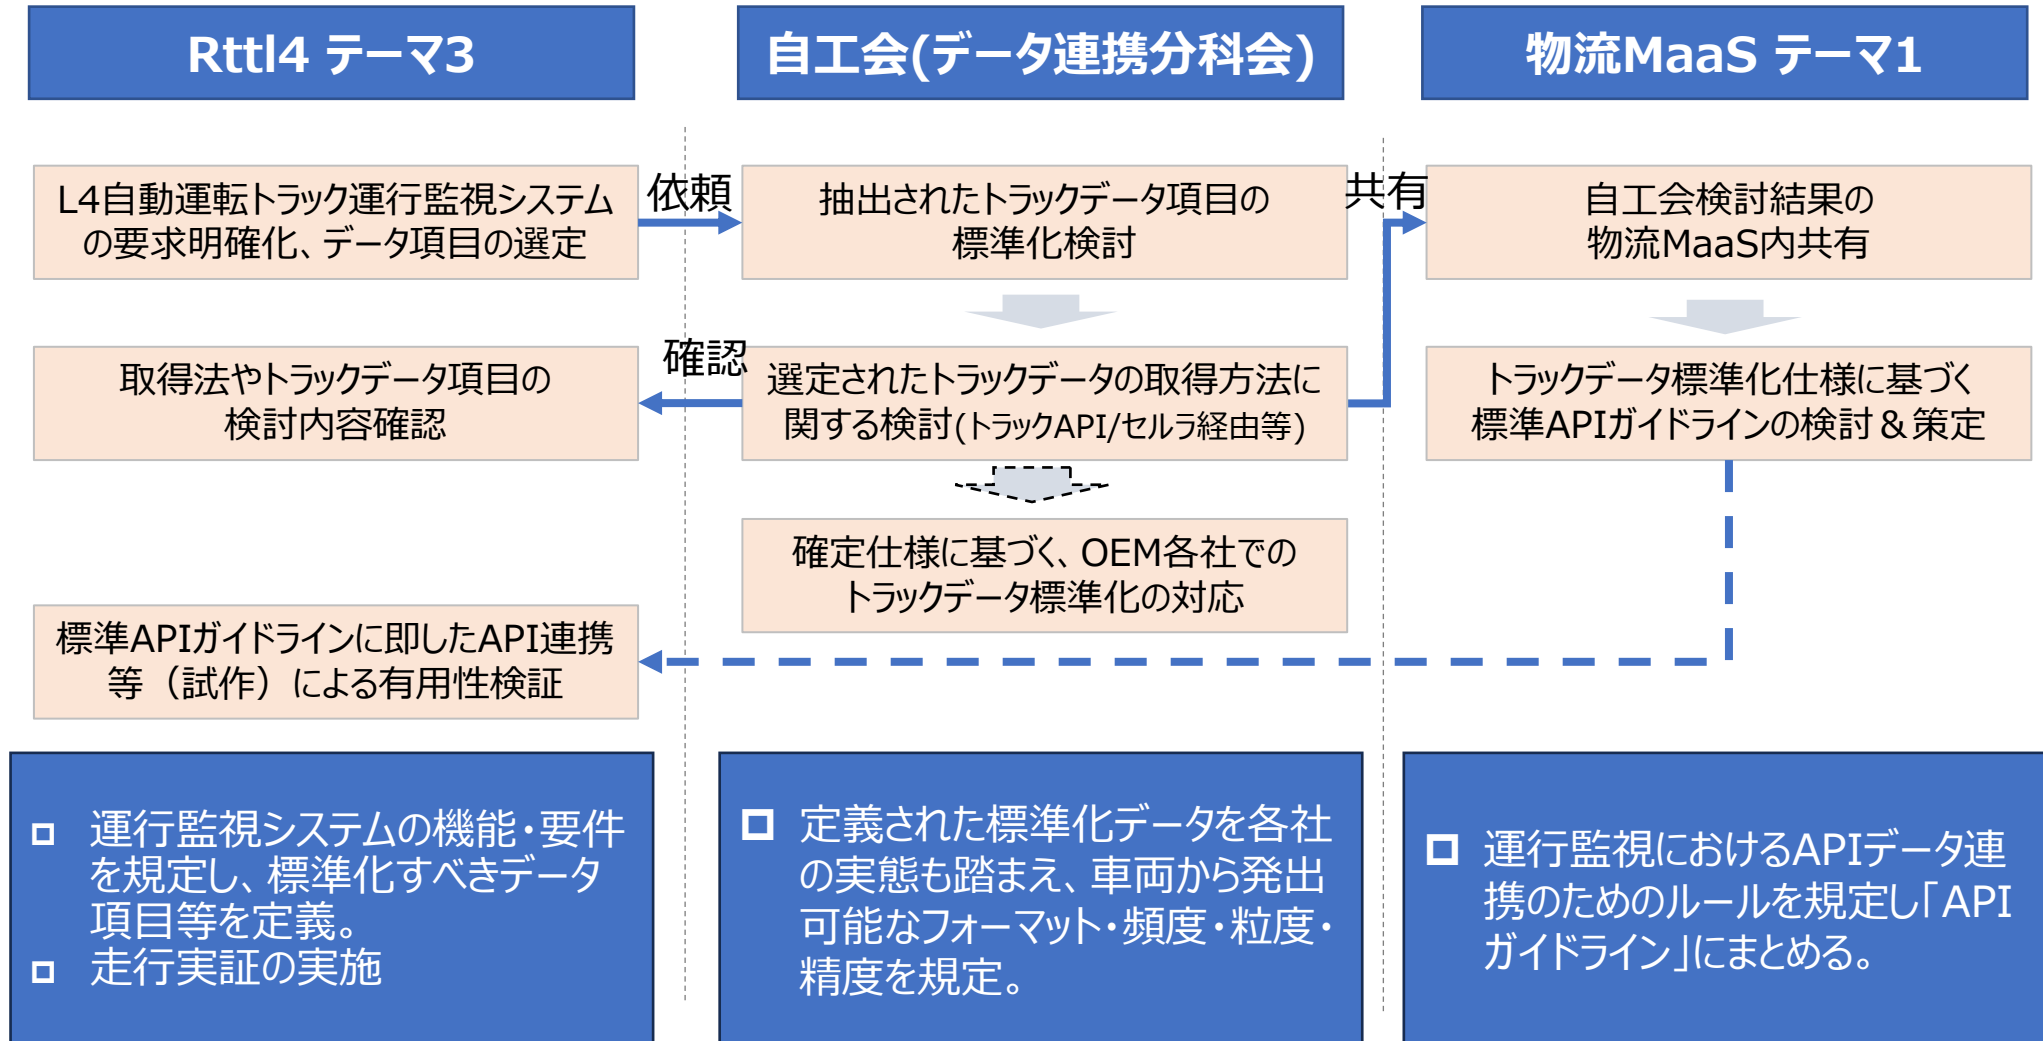 Rttl4 テーマ3
自工会(データ連携分科会)
物流MaaS テーマ1
L4自動運転トラック運行監視システム
の要求明確化、データ項目の選定
依頼
抽出されたトラックデータ項目の
標準化検討
共有
自工会検討結果の
物流MaaS内共有
取得法やトラックデータ項目の
検討内容確認
確認
選定されたトラックデータの取得方法に
関する検討(トラックAPI/セルラ経由等)
トラックデータ標準化仕様に基づく
標準APIガイドラインの検討&策定
確定仕様に基づく、OEM各社での
トラックデータ標準化の対応
標準APIガイドラインに即したAPI連携
等（試作）による有用性検証
運行監視システムの機能・要件
を規定し、標準化すべきデータ
項目等を定義。
走行実証の実施
定義された標準化データを各社
の実態も踏まえ、車両から発出
可能なフォーマット・頻度・粒度・
精度を規定。
運行監視におけるAPIデータ連
携のためのルールを規定し「API
ガイドライン」にまとめる。